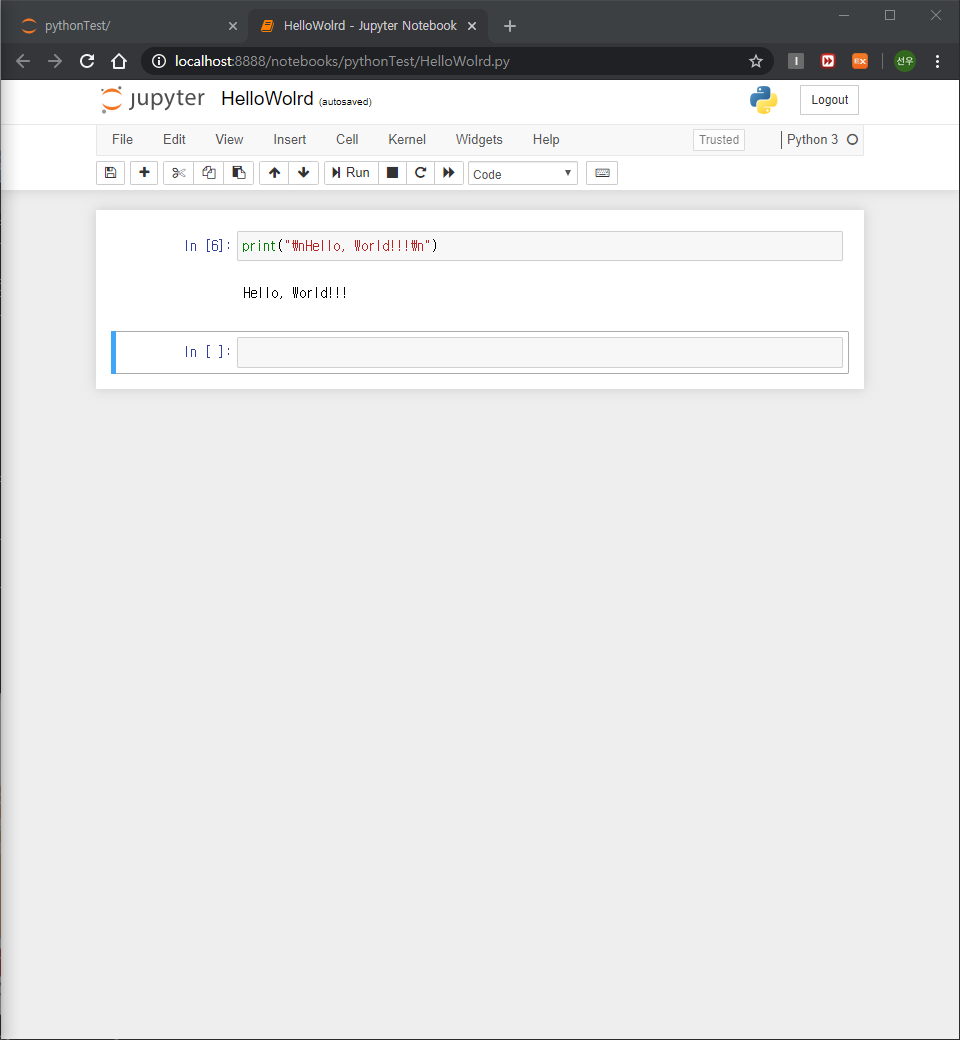 pythonTest/
HelloWolrd - Jupyter Notebook
localhost:8888/notebooks/pythonTest/HelloWolrd.py
선우
jupyter HelloWolrd (autosaved)
Logout
File Edit View Insert Cell Kernel Widgets Help
Trusted
Python 3
Run
Code
In [6]: print("₩nHello, World!!!₩n")
Hello, World!!!
In [ ]: